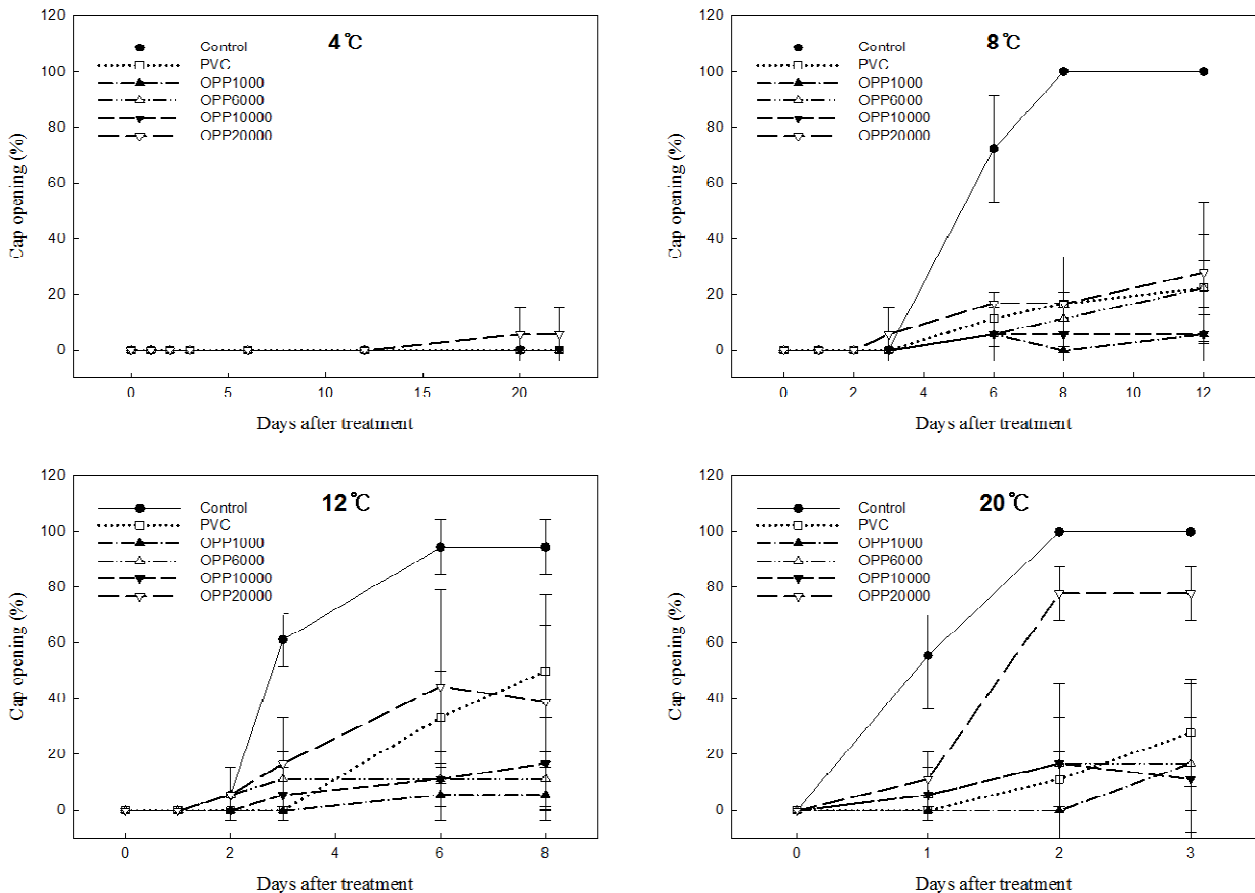 120
100
80
60
40
20
0
Cap opening (%)
4℃
Control
PVC
OPP1000
OPP6000
OPP10000
OPP20000
0 5 10 15 20
Days after treatment
120
100
80
60
40
20
0
Cap opening (%)
8℃
Control
PVC
OPP1000
OPP6000
OPP10000
OPP20000
0 2 4 6 8 10 12
Days after treatment
120
100
80
60
40
20
0
Cap opening (%)
12℃
Control
PVC
OPP1000
OPP6000
OPP10000
OPP20000
0 2 4 6 8
Days after treatment
120
100
80
60
40
20
0
Cap opening (%)
20℃
Control
PVC
OPP1000
OPP6000
OPP10000
OPP20000
0 1 2 3
Days after treatment